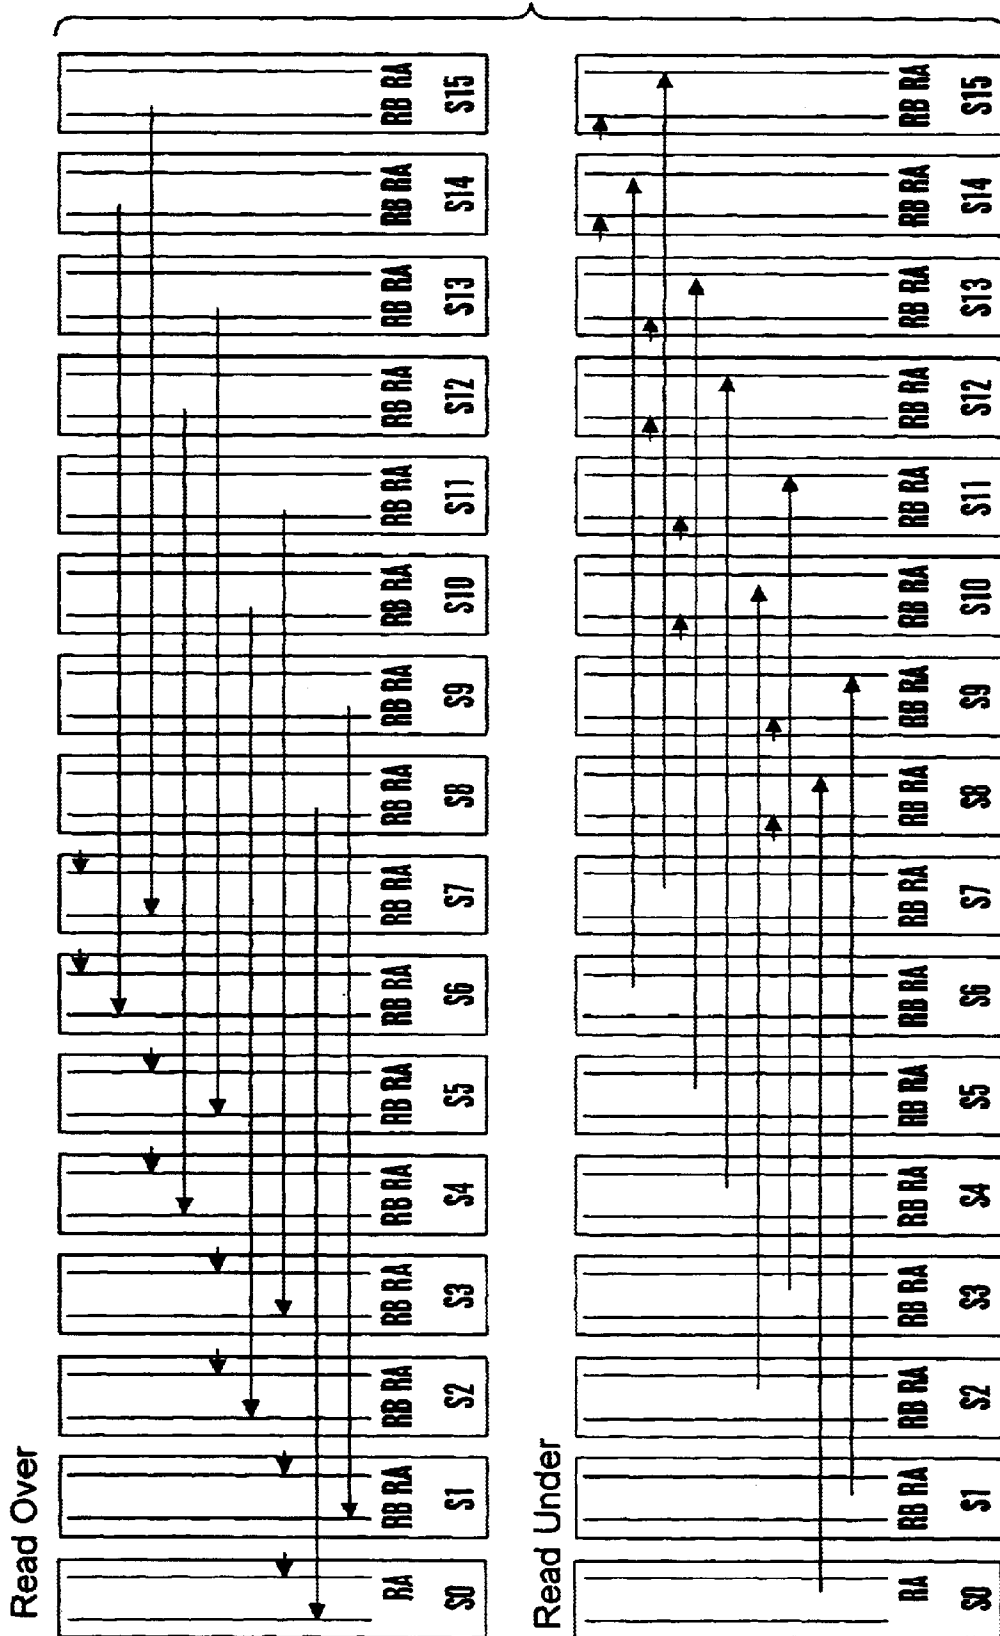 Read Over
RA RB RA RB RA RB RA RB RA RB RA RB RA RB RA RB RA RB RA RB RA RB RA RB RA RB RA RB RA RB RA
S0 S1 S2 S3 S4 S5 S6 S7 S8 S9 S10 S11 S12 S13 S14 S15
Read Under
RA RB RA RB RA RB RA RB RA RB RA RB RA RB RA RB RA RB RA RB RA RB RA RB RA RB RA RB RA RB RA
S0 S1 S2 S3 S4 S5 S6 S7 S8 S9 S10 S11 S12 S13 S14 S15